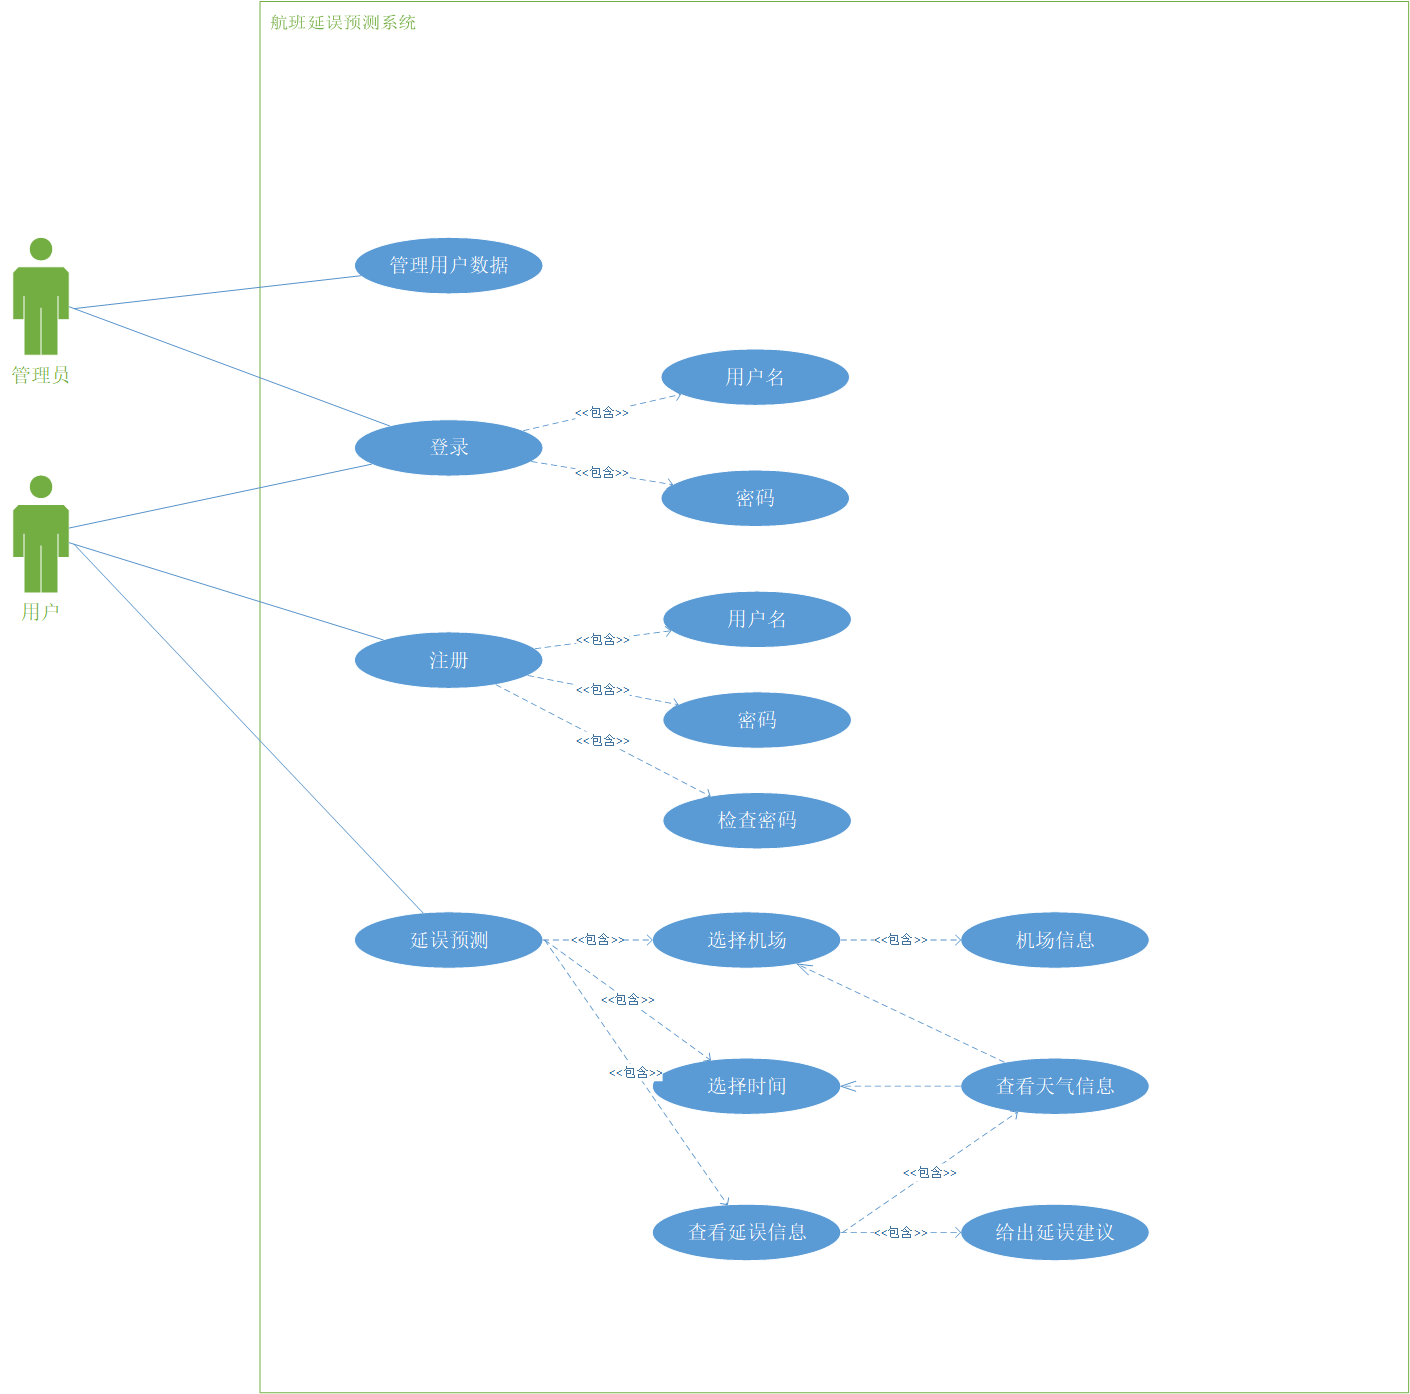 航班延误预测系统
管理用户数据
管理员
用户名
<<包含>>
登录
<<包含>>
密码
用户
用户名
<<包含>>
注册
<<包含>>
密码
<<包含>>
检查密码
延误预测
<<包含>>
选择机场
<<包含>>
机场信息
<<包含>>
<<包含>>
选择时间
查看天气信息
<<包含>>
查看延误信息
<<包含>>
给出延误建议